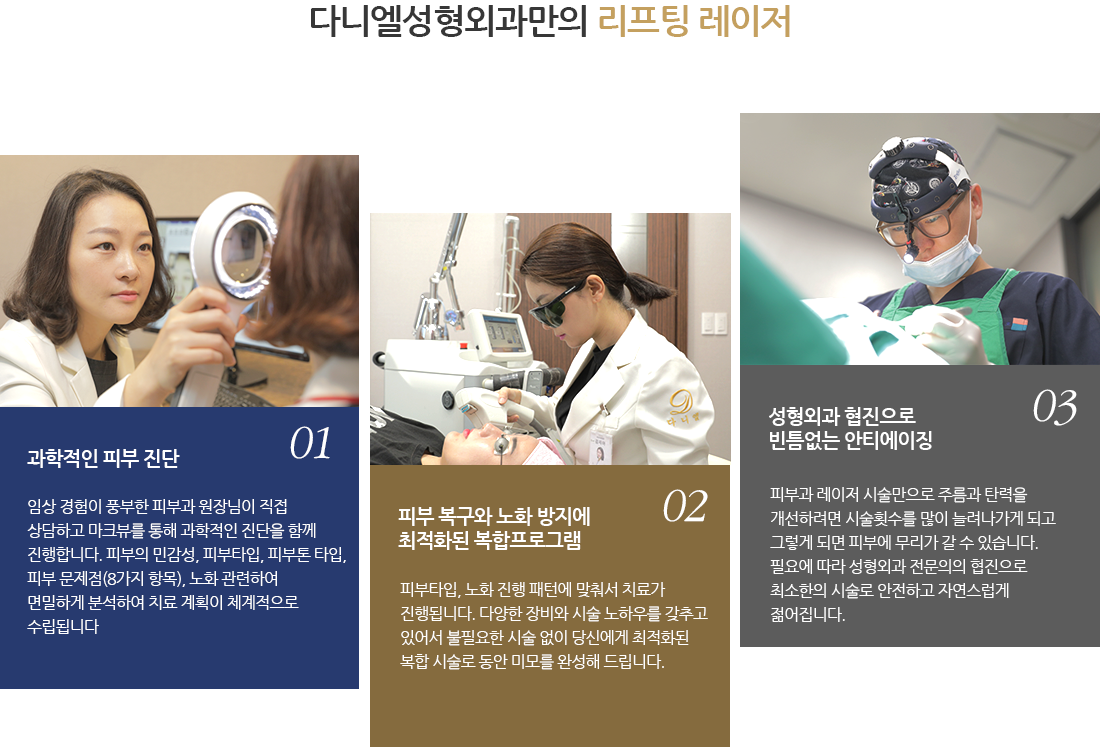 다니엘성형외과만의 리프팅 레이저
01
과학적인 피부 진단
임상 경험이 풍부한 피부과 원장님이 직접
상담하고 마크뷰를 통해 과학적인 진단을 함께
진행합니다. 피부의 민감성, 피부타입, 피부톤 타입,
피부 문제점(8가지 항목), 노화 관련하여
면밀하게 분석하여 치료 계획이 체계적으로
수립됩니다
다니엘
02
피부 복구와 노화 방지에
최적화된 복합프로그램
피부타입, 노화 진행 패턴에 맞춰서 치료가
진행됩니다. 다양한 장비와 시술 노하우를 갖추고
있어서 불필요한 시술 없이 당신에게 최적화된
복합 시술로 동안 미모를 완성해 드립니다.
03
성형외과 협진으로
빈틈없는 안티에이징
피부과 레이저 시술만으로 주름과 탄력을
개선하려면 시술횟수를 많이 늘려나가게 되고
그렇게 되면 피부에 무리가 갈 수 있습니다.
필요에 따라 성형외과 전문의의 협진으로
최소한의 시술로 안전하고 자연스럽게
젊어집니다.